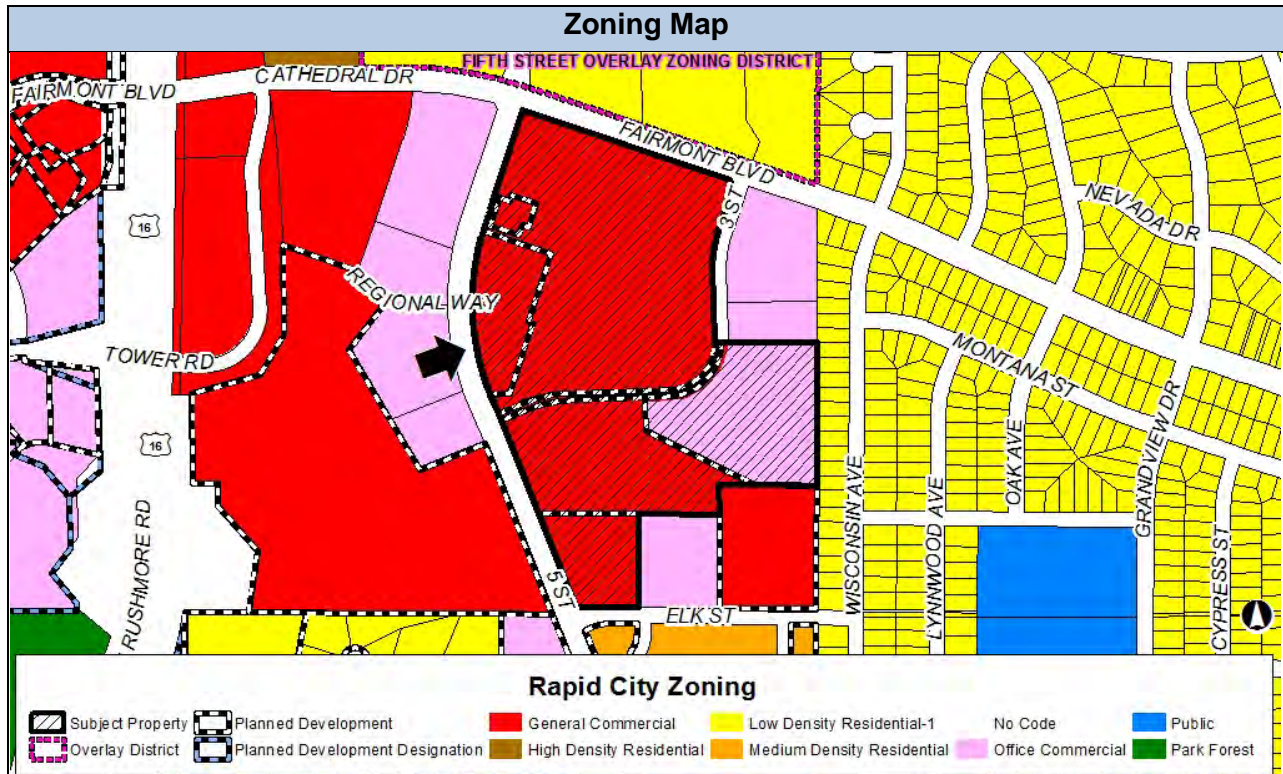 Zoning Map
FIFTH STREET OVERLAY ZONING DISTRICT
CATHEDRAL DR
FAIRMONT BLVD
FAIRMONT BLVD
3 ST
NEVADA DR
16
REGIONAL WAY
TOWER RD
MONTANA ST
16
RUSHMORE RD
5 ST
ELK ST
WISCONSIN AVE
LYNNWOOD AVE
OAK AVE
GRANDVIEW DR
CYPRESS ST
Rapid City Zoning
Subject Property Planned Development General Commercial Low Density Residential-1 No Code Public
Overlay District Planned Development Designation High Density Residential Medium Density Residential Office Commercial Park Forest